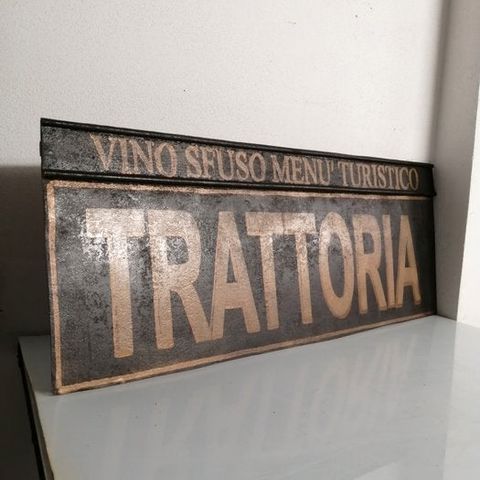 VINO SFUSO MENU' TURISTICO
TRATTORIA